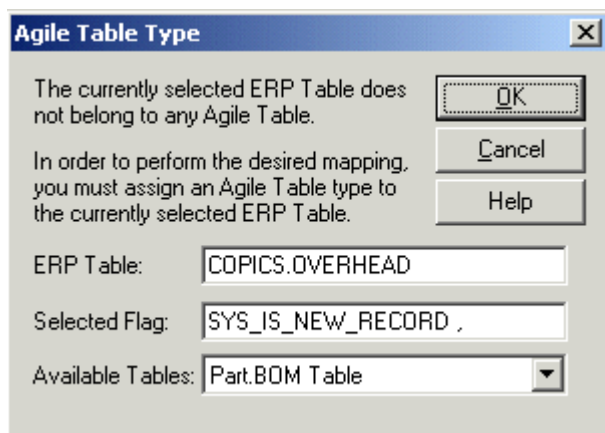 Agile Table Type
The currently selected ERP Table does
not belong to any Agile Table.
OK
In order to perform the desired mapping,
you must assign an Agile Table type to
the currently selected ERP Table.
Cancel
Help
ERP Table: COPICS.OVERHEAD
Selected Flag: SYS_IS_NEW_RECORD ,
Available Tables: Part.BOM Table